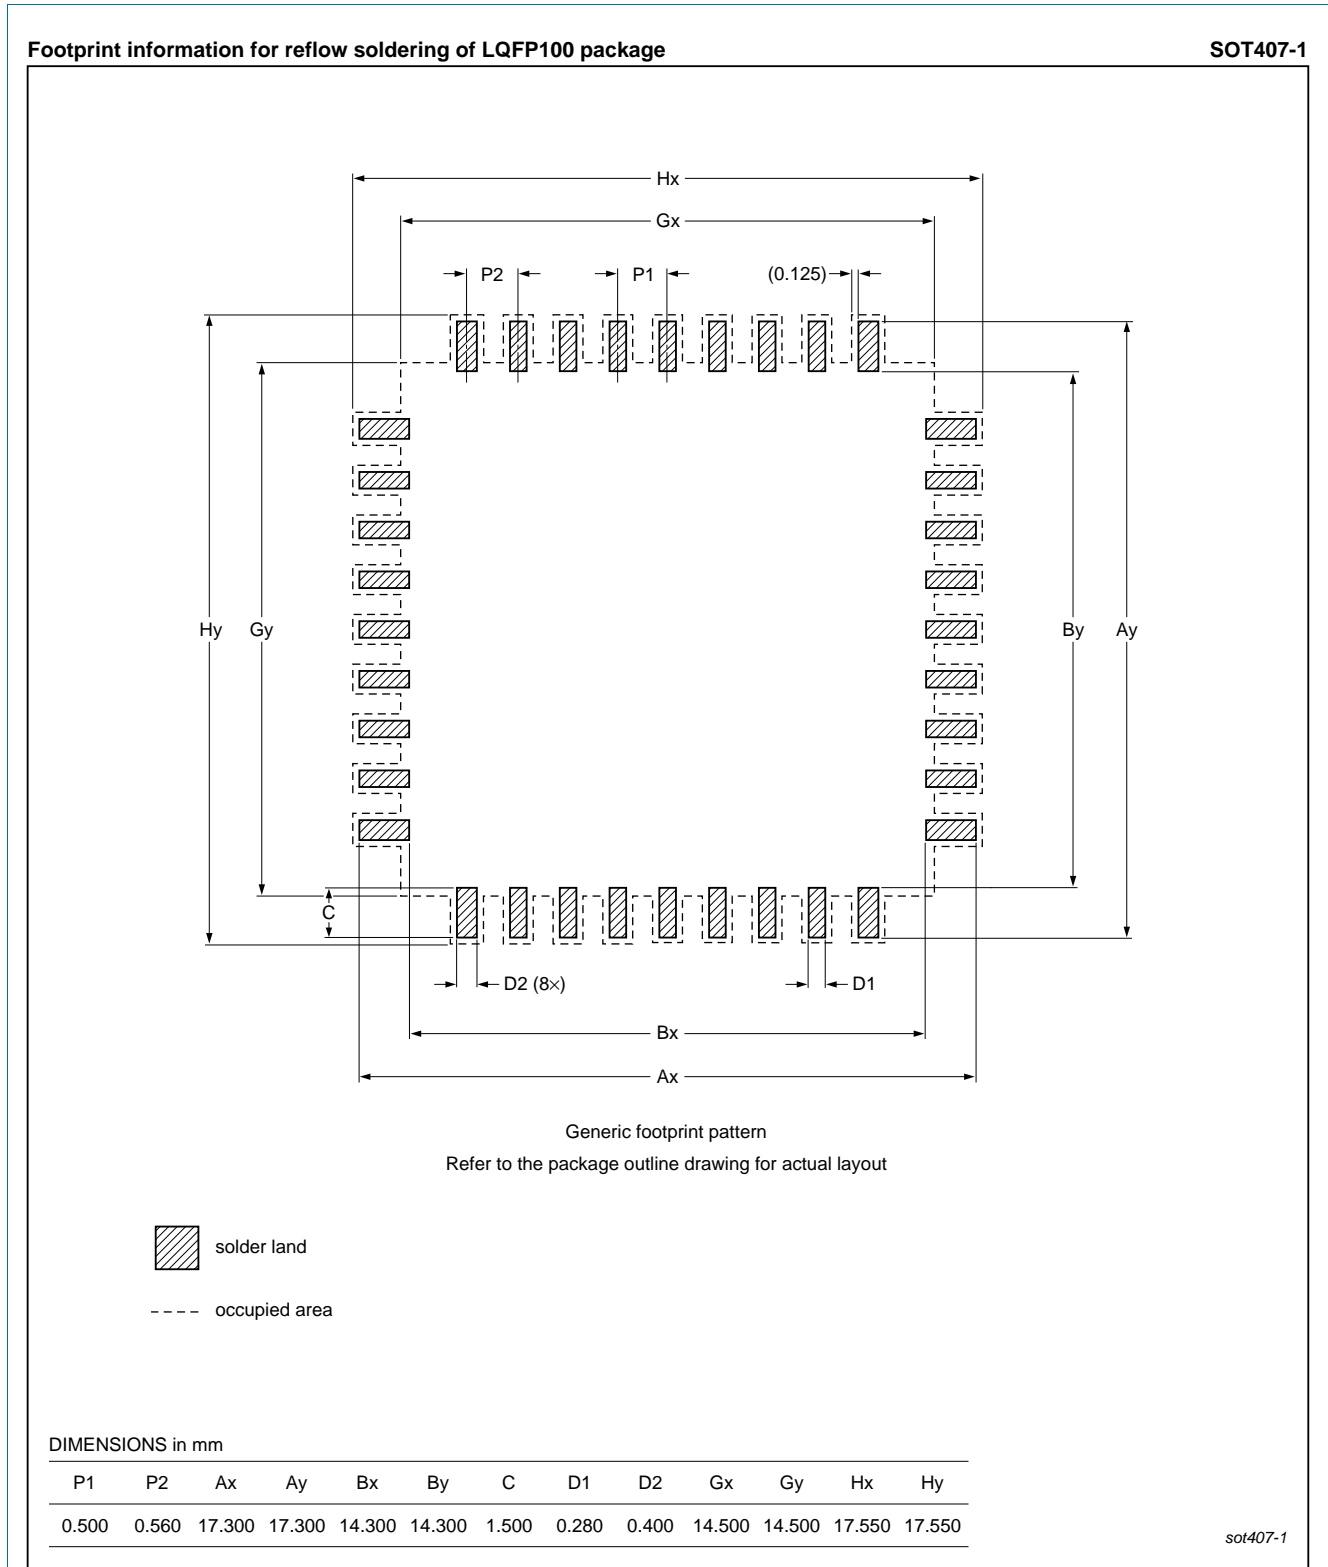 Footprint information for reflow soldering of LQFP100 package SOT407-1
Hx
Gx
P2 P1 (0.125)
Hy Gy By Ay
C
D2 (8×) D1
Bx
Ax
Generic footprint pattern
Refer to the package outline drawing for actual layout
solder land
occupied area
DIMENSIONS in mm
P1 P2 Ax Ay Bx By C D1 D2 Gx Gy Hx Hy
0.500 0.560 17.300 17.300 14.300 14.300 1.500 0.280 0.400 14.500 14.500 17.550 17.550
sot407-1